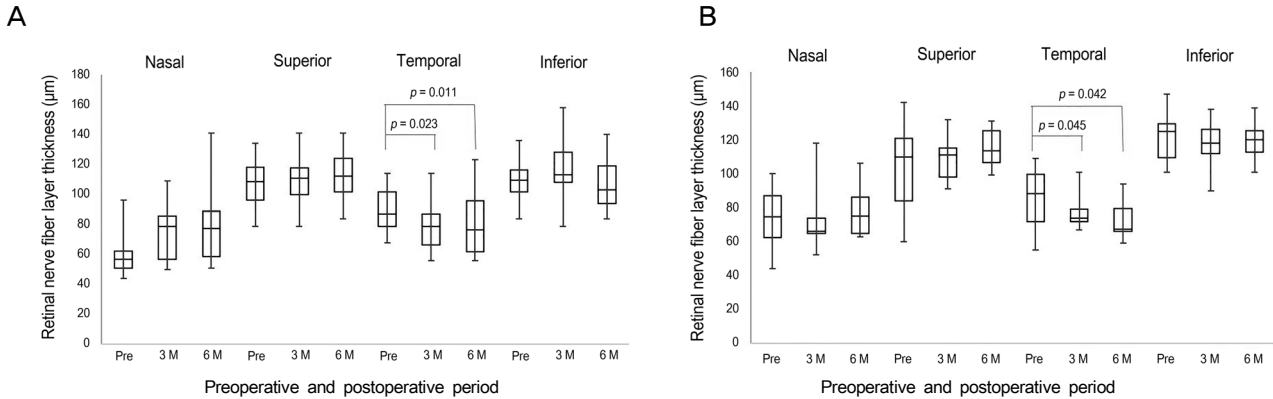 A
Retinal nerve fiber layer thickness (μm)
Nasal Superior Temporal Inferior
180
160
140
120
100
80
60
40
20
0
p = 0.011
p = 0.023
Pre 3 M 6 M Pre 3 M 6 M Pre 3 M 6 M Pre 3 M 6 M
Preoperative and postoperative period
B
Retinal nerve fiber layer thickness (μm)
Nasal Superior Temporal Inferior
160
140
120
100
80
60
40
20
0
p = 0.042
p = 0.045
Pre 3 M 6 M Pre 3 M 6 M Pre 3 M 6 M Pre 3 M 6 M
Preoperative and postoperative period